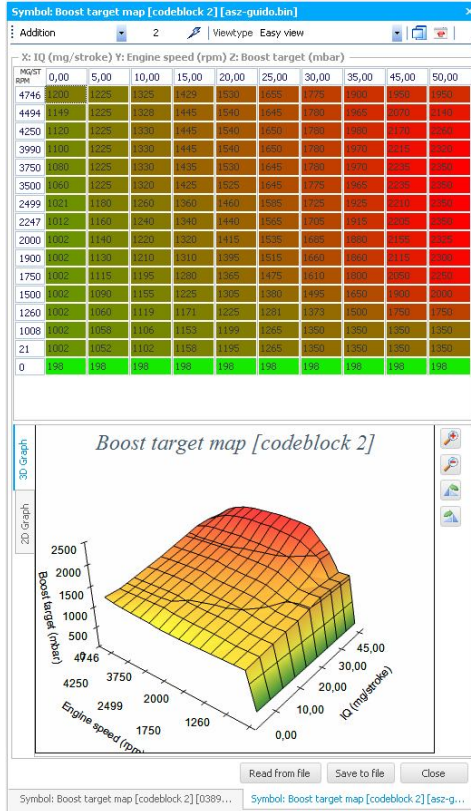 Symbol: Boost target map [codeblock 2] [asz-guido.bin]
Addition 2 Viewtype Easy view
X: IQ (mg/stroke) Y: Engine speed (rpm) Z: Boost target (mbar)
MG/ST RPM 0,00 5,00 10,00 15,00 20,00 25,00 30,00 35,00 45,00 50,00
4746 1200 1225 1325 1429 1530 1655 1775 1900 1950 1950
4494 1149 1225 1328 1445 1540 1645 1780 1965 2070 2140
4250 1120 1225 1330 1445 1540 1650 1780 1980 2170 2260
3990 1100 1225 1330 1445 1540 1650 1780 1970 2215 2320
3750 1080 1225 1330 1435 1530 1645 1780 1970 2235 2350
3500 1060 1225 1320 1425 1525 1645 1775 1965 2235 2350
2499 1021 1180 1260 1360 1460 1585 1725 1925 2210 2350
2247 1012 1160 1240 1340 1440 1565 1705 1915 2205 2350
2000 1002 1140 1220 1320 1415 1535 1685 1880 2155 2325
1900 1002 1130 1210 1310 1395 1515 1660 1860 2115 2300
1750 1002 1115 1195 1280 1365 1475 1610 1800 2050 2250
1500 1002 1090 1155 1225 1305 1380 1495 1650 1900 2000
1260 1002 1060 1119 1171 1225 1281 1373 1500 1750 1750
1008 1002 1058 1106 1153 1199 1265 1350 1350 1350 1350
21 1002 1052 1102 1158 1195 1265 1350 1350 1350 1350
0 198 198 198 198 198 198 198 198 198 198
3D Graph
2D Graph
Boost target map [codeblock 2]
2500
2000
1500
1000
500
0
Boost target (mbar)
4746
4250
3750
2499
2000
1750
1260
Engine speed (rpm)
0,00
10,00
20,00
30,00
45,00
IQ (mg/stroke)
Read from file Save to file Close
Symbol: Boost target map [codeblock 2] [0389... Symbol: Boost target map [codeblock 2] [asz-g...